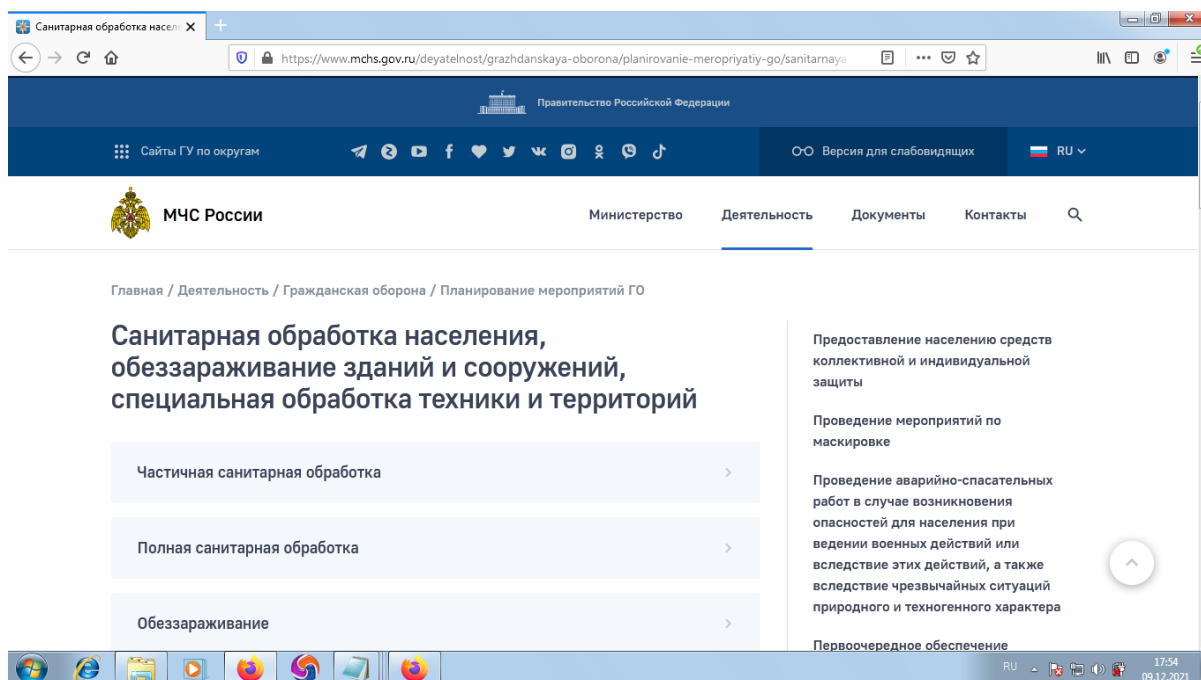 Санитарная обработка насел
https://www.mchs.gov.ru/deyatelnost/grazhdanskaya-oborona/planirovanie-meropriyatiy-go/sanitarnaya
Правительство Российской Федерации
Сайты ГУ по округам
Версия для слабовидящих
RU
МЧС России
Министерство Деятельность Документы Контакты
Главная / Деятельность / Гражданская оборона / Планирование мероприятий ГО
Санитарная обработка населения,
обеззараживание зданий и сооружений,
специальная обработка техники и территорий
Частичная санитарная обработка
Полная санитарная обработка
Обеззараживание
Предоставление населению средств
коллективной и индивидуальной
защиты
Проведение мероприятий по
маскировке
Проведение аварийно-спасательных
работ в случае возникновения
опасностей для населения при
ведении военных действий или
вследствие этих действий, а также
вследствие чрезвычайных ситуаций
природного и техногенного характера
Первоочередное обеспечение
RU
17:54
09.12.2021